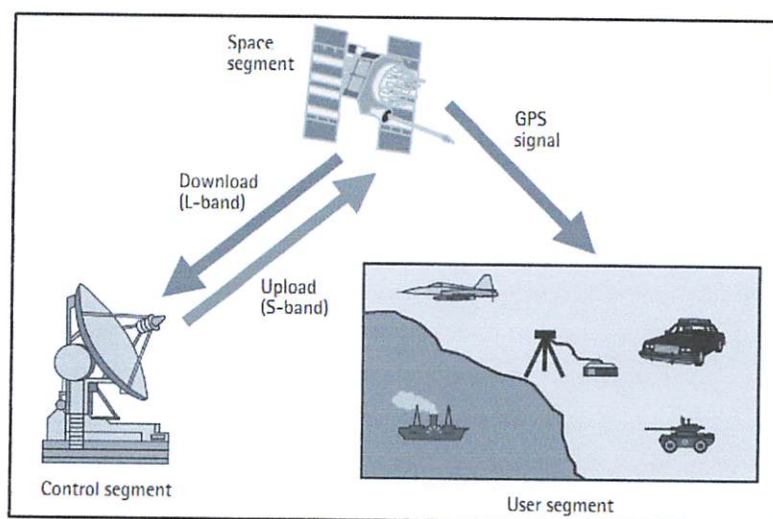 Space
segment
GPS
signal
Download
(L-band)
Upload
(S-band)
Control segment
User segment